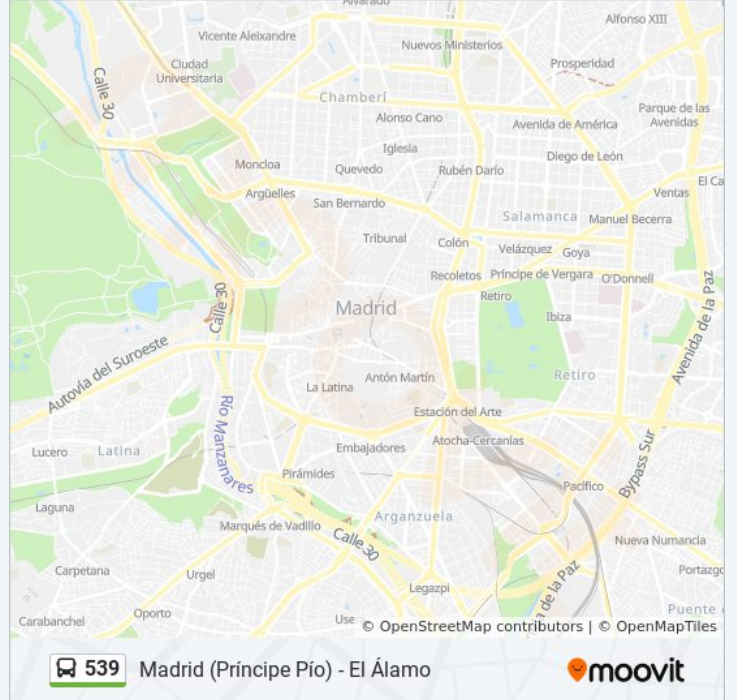 Alvarado
Alfonso XIII
Vicente Aleixandre
Nuevos Ministerios
Ciudad
Universitaria
Prosperidad
Calle 30
Chamberí
Parque de las
Avenidas
Alonso Cano
Avenida de América
Iglesia
Diego de León
Moncloa
Quevedo
Rubén Darío
El Ca
Argüelles
Ventas
San Bernardo
Salamanca
Manuel Becerra
Tribunal
Colón
Velázquez
Goya
Recoletos
Príncipe de Vergara
O'Donnell
Retiro
Calle 30
Madrid
Ibiza
Avenida de la Paz
Autovía del Suroeste
La Latina
Antón Martín
Retiro
Estación del Arte
Río Manzanares
Atocha-Cercanías
Lucero
Latina
Embajadores
Bypass Sur
Pirámides
Pacífico
Laguna
Arganzuela
Marqués de Vadillo
Calle 30
Nueva Numancia
Carpetana
Urgel
Portazgo
Legazpi
a de la Paz
Oporto
Puente
Carabanchel
Use
© OpenStreetMap contributors | © OpenMapTiles
539 Madrid (Príncipe Pío) - El Álamo
moovit